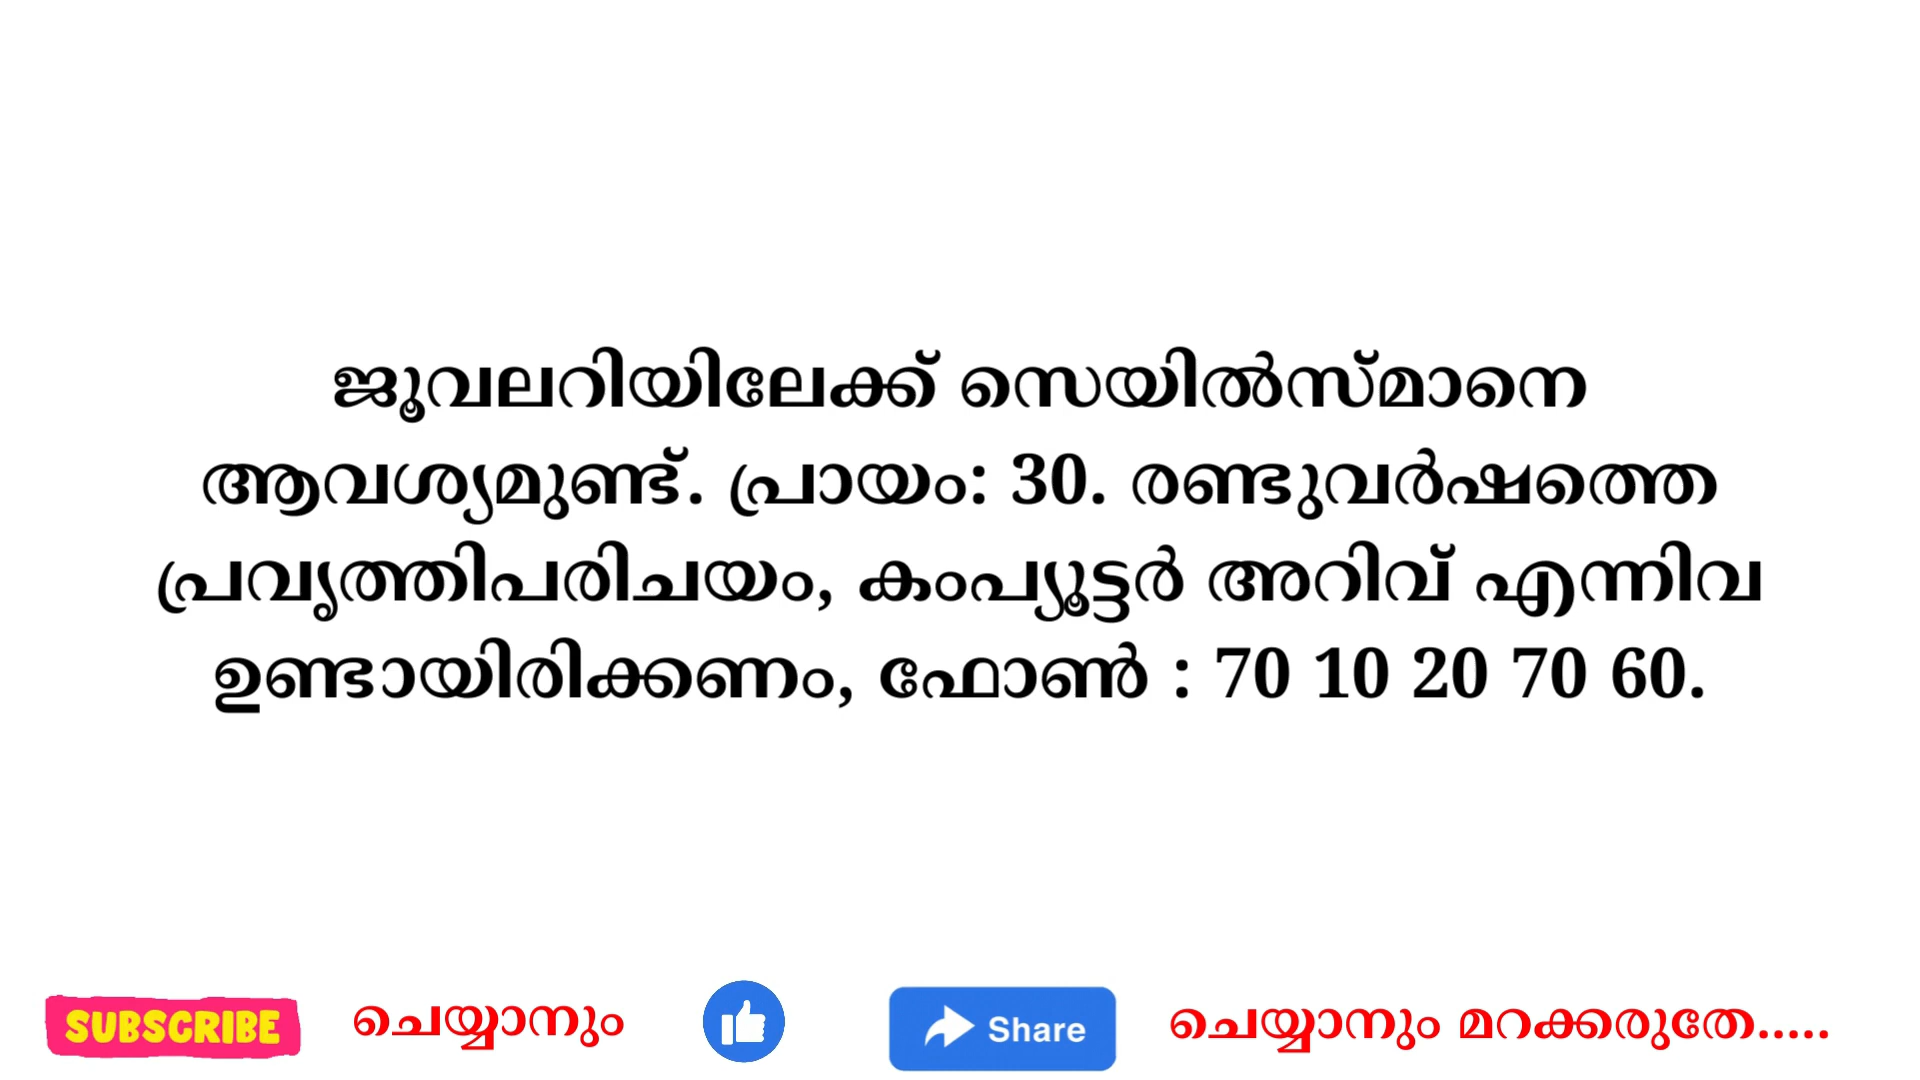 ജൂവലറിയിലേക്ക് സെയിൽസ്മാനെ
ആവശ്യമുണ്ട്. പ്രായം: 30. രണ്ടുവർഷത്തെ
പ്രവൃത്തിപരിചയം, കംപ്യൂട്ടർ അറിവ് എന്നിവ
ഉണ്ടായിരിക്കണം, ഫോൺ : 70 10 20 70 60.
SUBSCRIBE ചെയ്യാനും Share ചെയ്യാനും മറക്കരുതേ.....